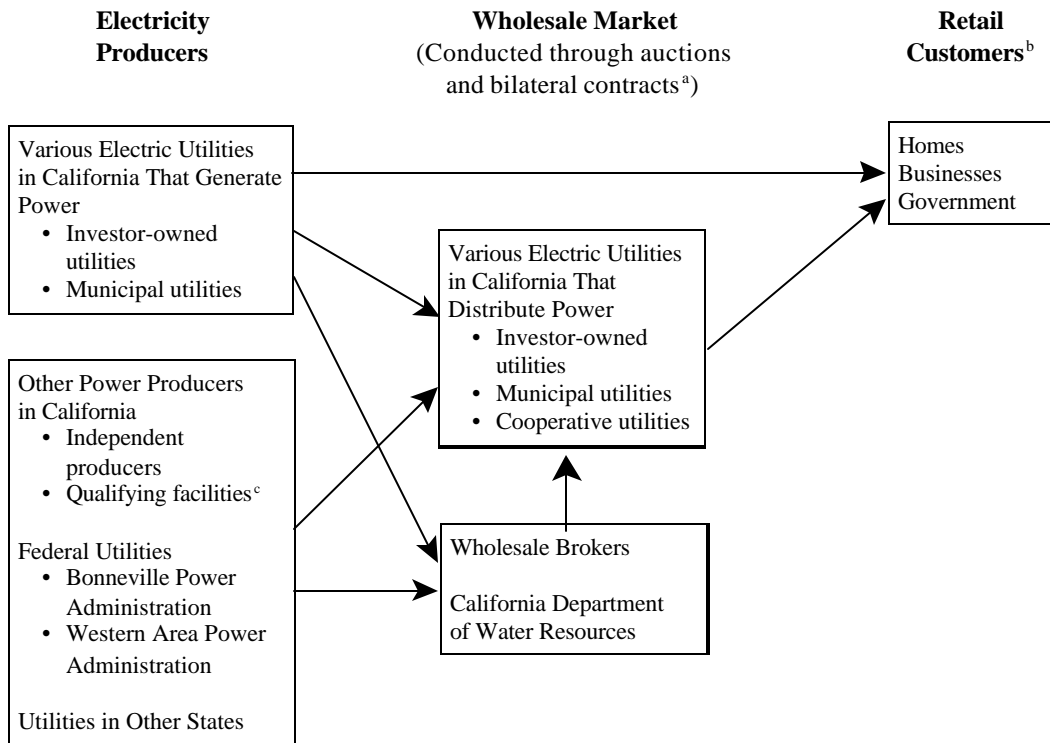 Electricity
Producers
Wholesale Market
(Conducted through auctions
and bilateral contractsᵃ)
Retail
Customersᵇ
Various Electric Utilities
in California That Generate
Power
• Investor-owned
utilities
• Municipal utilities
Other Power Producers
in California
• Independent
producers
• Qualifying facilitiesᶜ
Federal Utilities
• Bonneville Power
Administration
• Western Area Power
Administration
Utilities in Other States
Various Electric Utilities
in California That
Distribute Power
• Investor-owned
utilities
• Municipal utilities
• Cooperative utilities
Wholesale Brokers
California Department
of Water Resources
Homes
Businesses
Government